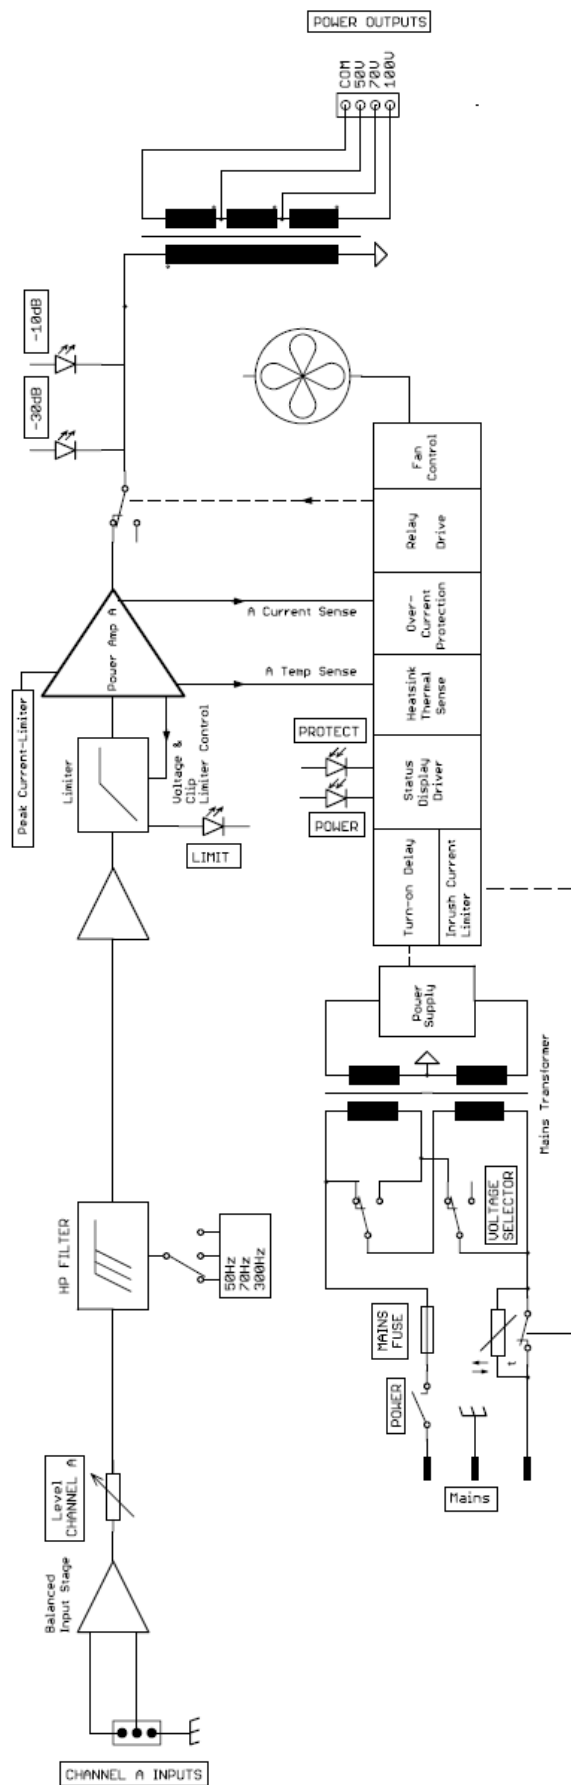 POWER OUTPUTS
COM
50V
70V
100V
-10dB
-30dB
Fan
Control
Relay
Drive
Over-
Current
Protection
Heatsink
Thermal
Sense
Status
Display
Driver
Turn-on Delay
Inrush Current
Limiter
A Current Sense
A Temp Sense
Power Amp A
Peak Current-Limiter
Limiter
Voltage &
Clip
Limiter Control
LIMIT
PROTECT
POWER
Power
Supply
Mains Transformer
VOLTAGE
SELECTOR
HP FILTER
50Hz
70Hz
300Hz
MAINS
FUSE
POWER
t
Mains
Level
CHANNEL A
Balanced
Input Stage
CHANNEL A INPUTS